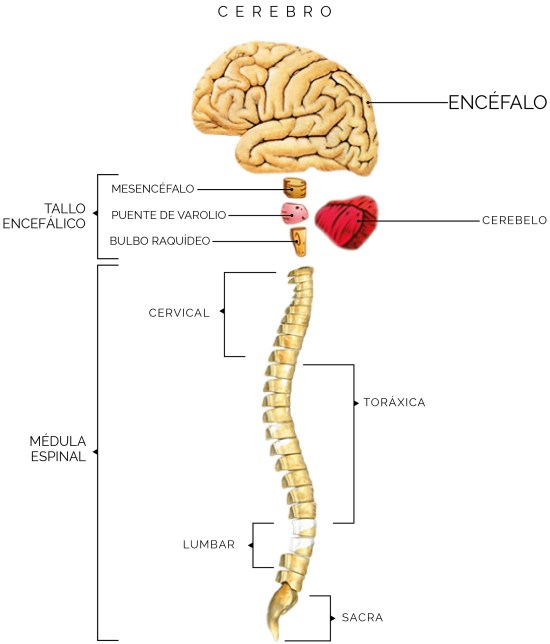 CEREBRO
ENCÉFALO
MESENCÉFALO
TALLO
ENCEFÁLICO
PUENTE DE VAROLIO
CEREBELO
BULBO RAQUÍDEO
CERVICAL
TORÁXICA
MÉDULA
ESPINAL
LUMBAR
SACRA